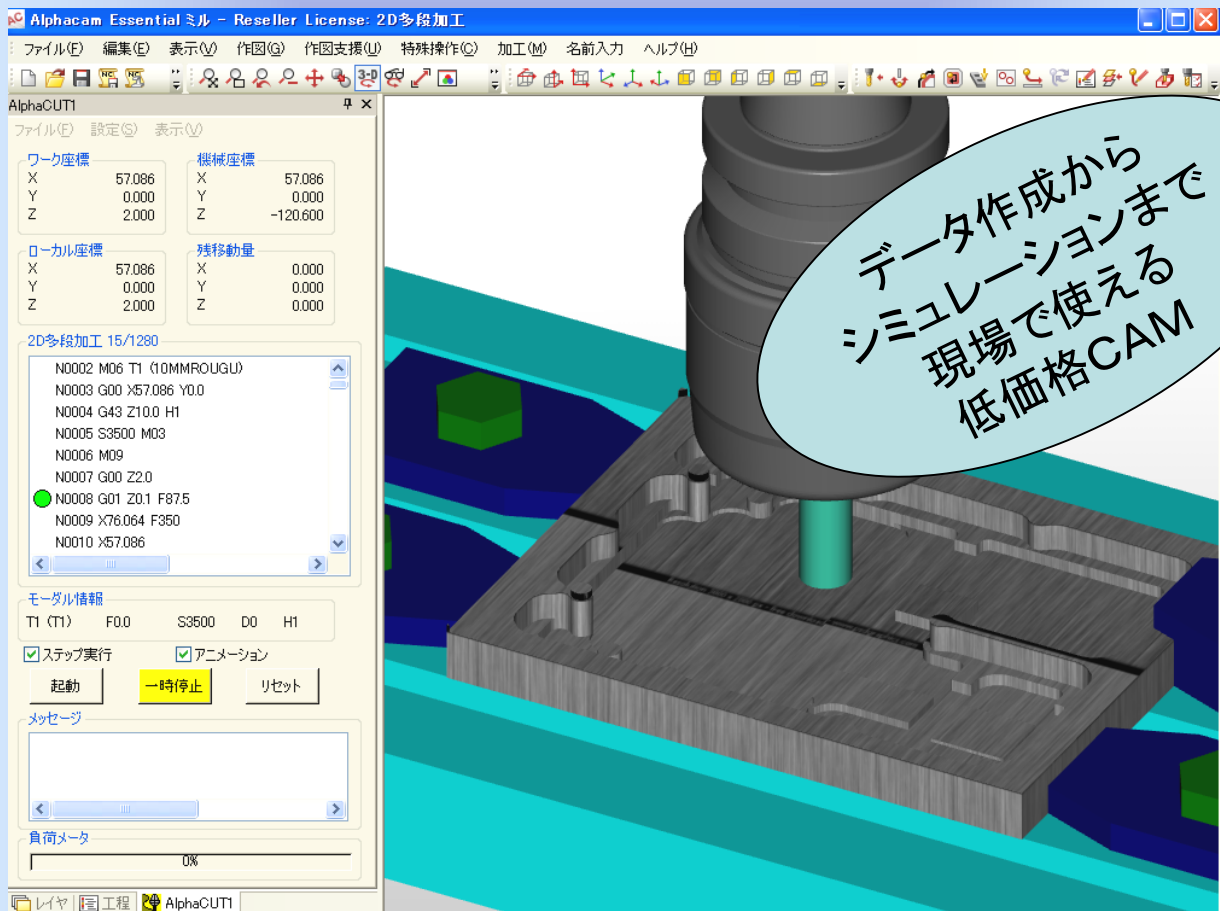 Alphacam Essential ミル - Reseller License: 2D多段加工
ファイル(F) 編集(E) 表示(V) 作図(G) 作図支援(U) 特殊操作(C) 加工(M) 名前入力 ヘルプ(H)
NC NC 3-D
AlphaCUT1
ファイル(F) 設定(S) 表示(V)
ワーク座標 機械座標
X 57.086 X 57.086
Y 0.000 Y 0.000
Z 2.000 Z -120.600
ローカル座標 残移動量
X 57.086 X 0.000
Y 0.000 Y 0.000
Z 2.000 Z 0.000
2D多段加工 15/1280
N0002 M06 T1 (10MMROUGU)
N0003 G00 X57.086 Y0.0
N0004 G43 Z10.0 H1
N0005 S3500 M03
N0006 M09
N0007 G00 Z2.0
N0008 G01 Z0.1 F87.5
N0009 X76.064 F350
N0010 X57.086
モーダル情報
T1 (T1) F0.0 S3500 D0 H1
ステップ実行 アニメーション
起動 一時停止 リセット
メッセージ
負荷メータ
0%
レイヤ 工程 AlphaCUT1
データ作成から
シミュレーションまで
現場で使える
低価格CAM